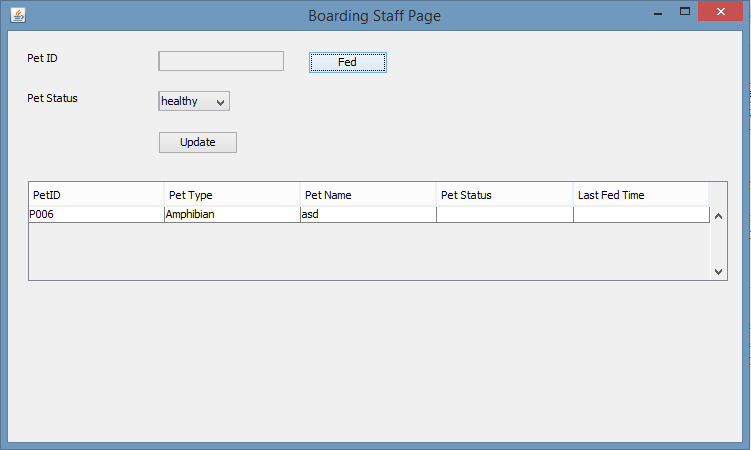 Boarding Staff Page
Pet ID
Fed
Pet Status
healthy
Update
PetID Pet Type Pet Name Pet Status Last Fed Time
P006 Amphibian asd